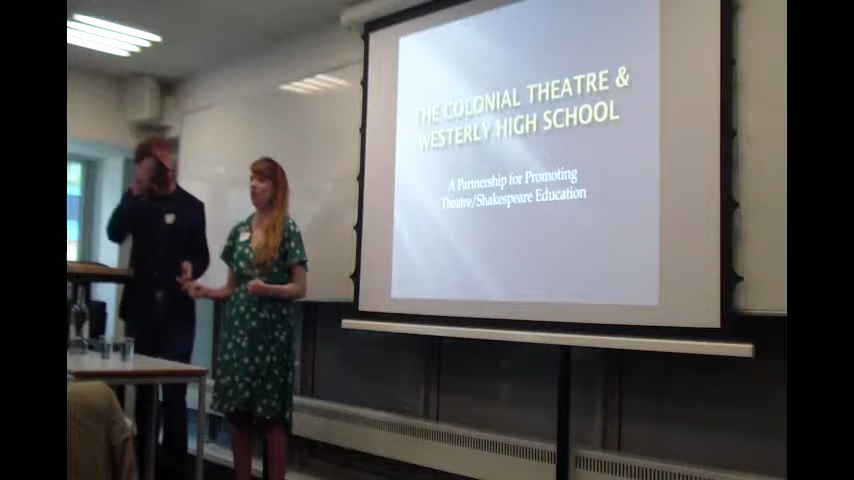 THE COLONIAL THEATRE &
WESTERLY HIGH SCHOOL
A Partnership for Promoting
Theatre/Shakespeare Education